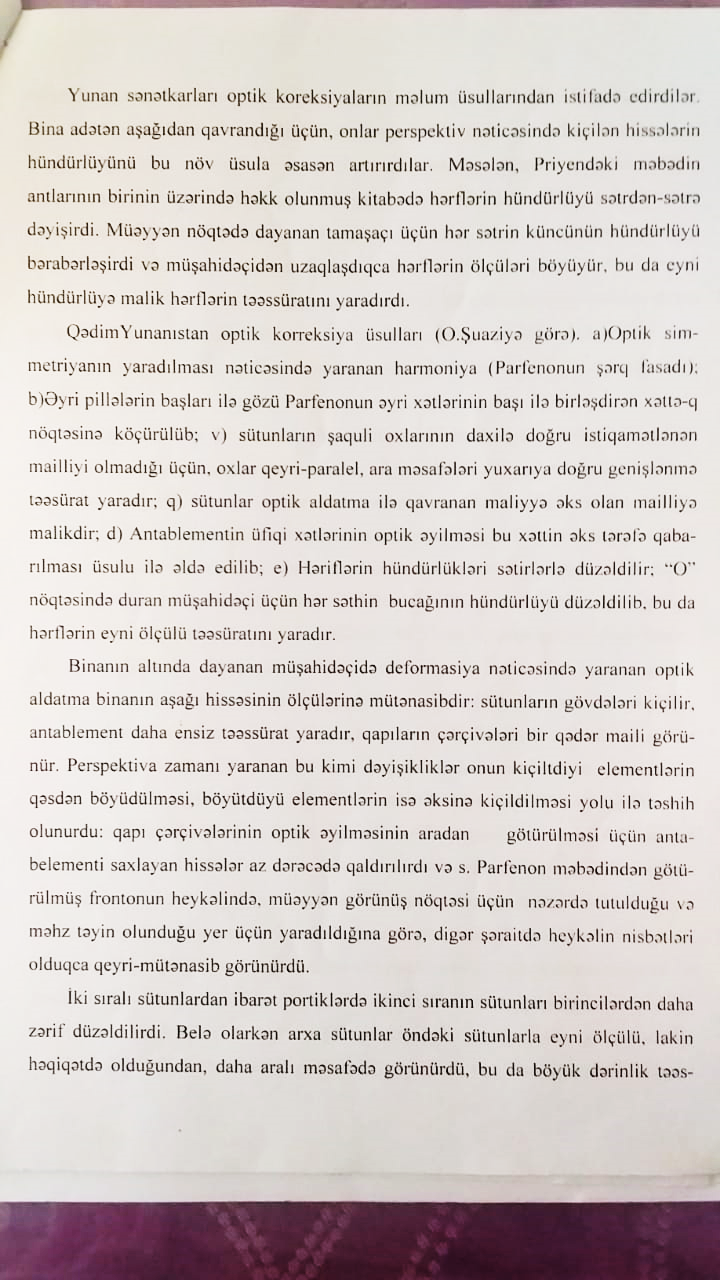 Yunan sənətkarları optik koreksiyaların məlum üsullarından istifadə edirdilər.
Bina adətən aşağıdan qavrandığı üçün, onlar perspektiv nəticəsində kiçilən hissələrin
hündürlüyünü bu növ üsula əsasən artırırdılar. Məsələn, Priyendəki məbədin
antlarının birinin üzərində həkk olunmuş kitabədə hərflərin hündürlüyü sətrdən-sətrə
dəyişirdi. Müəyyən nöqtədə dayanan tamaşaçı üçün hər sətrin küncünün hündürlüyü
bərabərləşirdi və müşahidəçidən uzaqlaşdıqca hərflərin ölçüləri böyüyür, bu da eyni
hündürlüyə malik hərflərin təəssüratını yaradırdı.
QədimYunanıstan optik korreksiya üsulları (O.Şuaziyə görə). a)Optik sim-
metriyanın yaradılması nəticəsində yaranan harmoniya (Parfenonun şərq fasadı);
b)Əyri pillələrin başları ilə gözü Parfenonun əyri xətlərinin başı ilə birləşdirən xəttə-q
nöqtəsinə köçürülüb; v) sütunların şaquli oxlarının daxilə doğru istiqamətlənən
mailliyi olmadığı üçün, oxlar qeyri-paralel, ara məsafələri yuxarıya doğru genişlənmə
təəsürat yaradır; q) sütunlar optik aldatma ilə qavranan maliyyə əks olan mailliyə
malikdir; d) Antablementin üfiqi xətlərinin optik əyilməsi bu xəttin əks tərəfə qaba-
rılması üsulu ilə əldə edilib; e) Həriflərin hündürlükləri sətirlərlə düzəldilir; “O”
nöqtəsində duran müşahidəçi üçün hər səthin bucağının hündürlüyü düzəldilib, bu da
hərflərin eyni ölçülü təəsüratını yaradır.
Binanın altında dayanan müşahidəçidə deformasiya nəticəsində yaranan optik
aldatma binanın aşağı hissəsinin ölçülərinə mütənasibdir: sütunların gövdələri kiçilir,
antablement daha ensiz təəssürat yaradır, qapıların çərçivələri bir qədər maili görü-
nür. Perspektiva zamanı yaranan bu kimi dəyişikliklər onun kiçiltdiyi elementlərin
qəsdən böyüdülməsi, böyütdüyü elementlərin isə əksinə kiçildilməsi yolu ilə təshih
olunurdu: qapı çərçivələrinin optik əyilməsinin aradan götürülməsi üçün anta-
belementi saxlayan hissələr az dərəcədə qaldırılırdı və s. Parfenon məbədindən götü-
rülmüş frontonun heykəlində, müəyyən görünüş nöqtəsi üçün nəzərdə tutulduğu və
məhz təyin olunduğu yer üçün yaradıldığına görə, digər şəraitdə heykəlin nisbətləri
olduqca qeyri-mütənasib görünürdü.
İki sıralı sütunlardan ibarət portiklərdə ikinci sıranın sütunları birincilərdən daha
zərif düzəldilirdi. Belə olarkən arxa sütunlar öndəki sütunlarla eyni ölçülü, lakin
həqiqətdə olduğundan, daha aralı məsafədə görünürdü, bu da böyük dərinlik təəs-